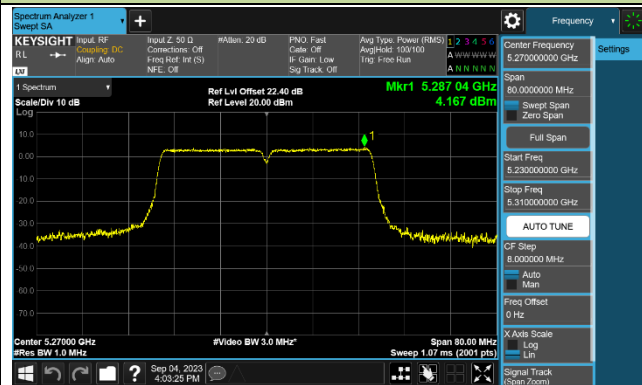 Spectrum Analyzer 1
Swept SA
Frequency
KEYSIGHT
Input: RF
Input Z: 50 Ω
#Atten: 20 dB
PNO: Fast
Avg Type: Power (RMS)
1 2 3 4 5 6
RL
Coupling: DC
Corrections: Off
Gate: Off
Avg|Hold: 100/100
A W W W W W
Align: Auto
Freq Ref: Int (S)
IF Gain: Low
Trig: Free Run
NFE: Off
Sig Track: Off
A N N N N N
LXI
1 Spectrum
Ref Lvl Offset 22.40 dB
Mkr1 5.287 04 GHz
Scale/Div 10 dB
Ref Level 20.00 dBm
4.167 dBm
Log
1
10.0
0.00
10.0
20.0
30.0
40.0
50.0
60.0
70.0
Center 5.27000 GHz
#Video BW 3.0 MHz*
Span 80.00 MHz
#Res BW 1.0 MHz
Sweep 1.07 ms (2001 pts)
Sep 04, 2023
4:03:25 PM
Center Frequency
5.270000000 GHz
Settings
Span
80.0000000 MHz
Swept Span
Zero Span
Full Span
Start Freq
5.230000000 GHz
Stop Freq
5.310000000 GHz
AUTO TUNE
CF Step
8.000000 MHz
Auto
Man
Freq Offset
0 Hz
X Axis Scale
Log
Lin
Signal Track
(Span Zoom)